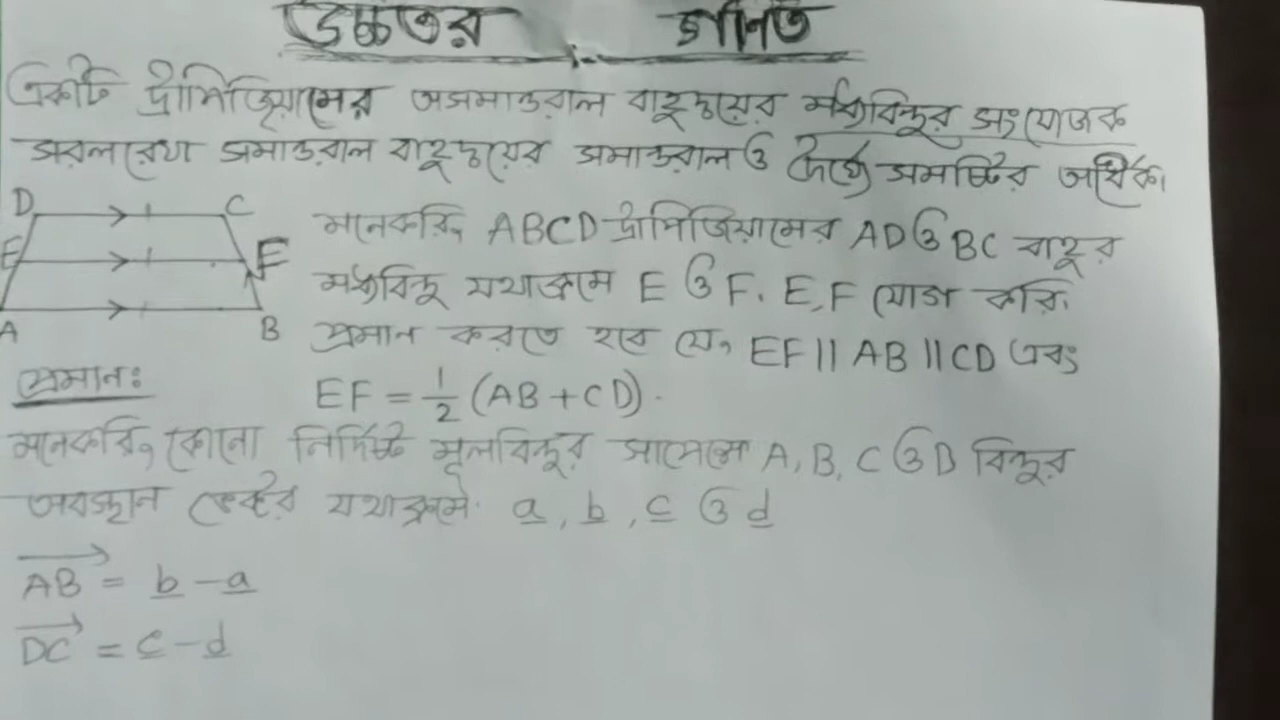 উচ্চতর গনিত
একটি ট্রাপিজিয়ামের অসমান্তরাল বাহুদ্বয়ের মধ্যবিন্দুর সংযোজক
সরলরেখা সমান্তরাল বাহুদ্বয়ের সমান্তরাল ও দৈর্ঘ্যে সমষ্টির অর্ধেক।
D C
E F
A B
মনেকরি, ABCD ট্রাপিজিয়ামের AD ও BC বাহুর
মধ্যবিন্দু যথাক্রমে E ও F. E,F যোগ করি।
প্রমান করতে হবে যে, EF || AB || CD এবং
EF = 1/2 (AB + CD).
প্রমান:
মনেকরি, কোনো নির্দিষ্ট মূলবিন্দুর সাপেক্ষে A, B, C ও D বিন্দুর
অবস্থান ভেক্টর যথাক্রমে a̲, b̲, c̲ ও d̲
AB⃗ = b̲ - a̲
DC⃗ = c̲ - d̲